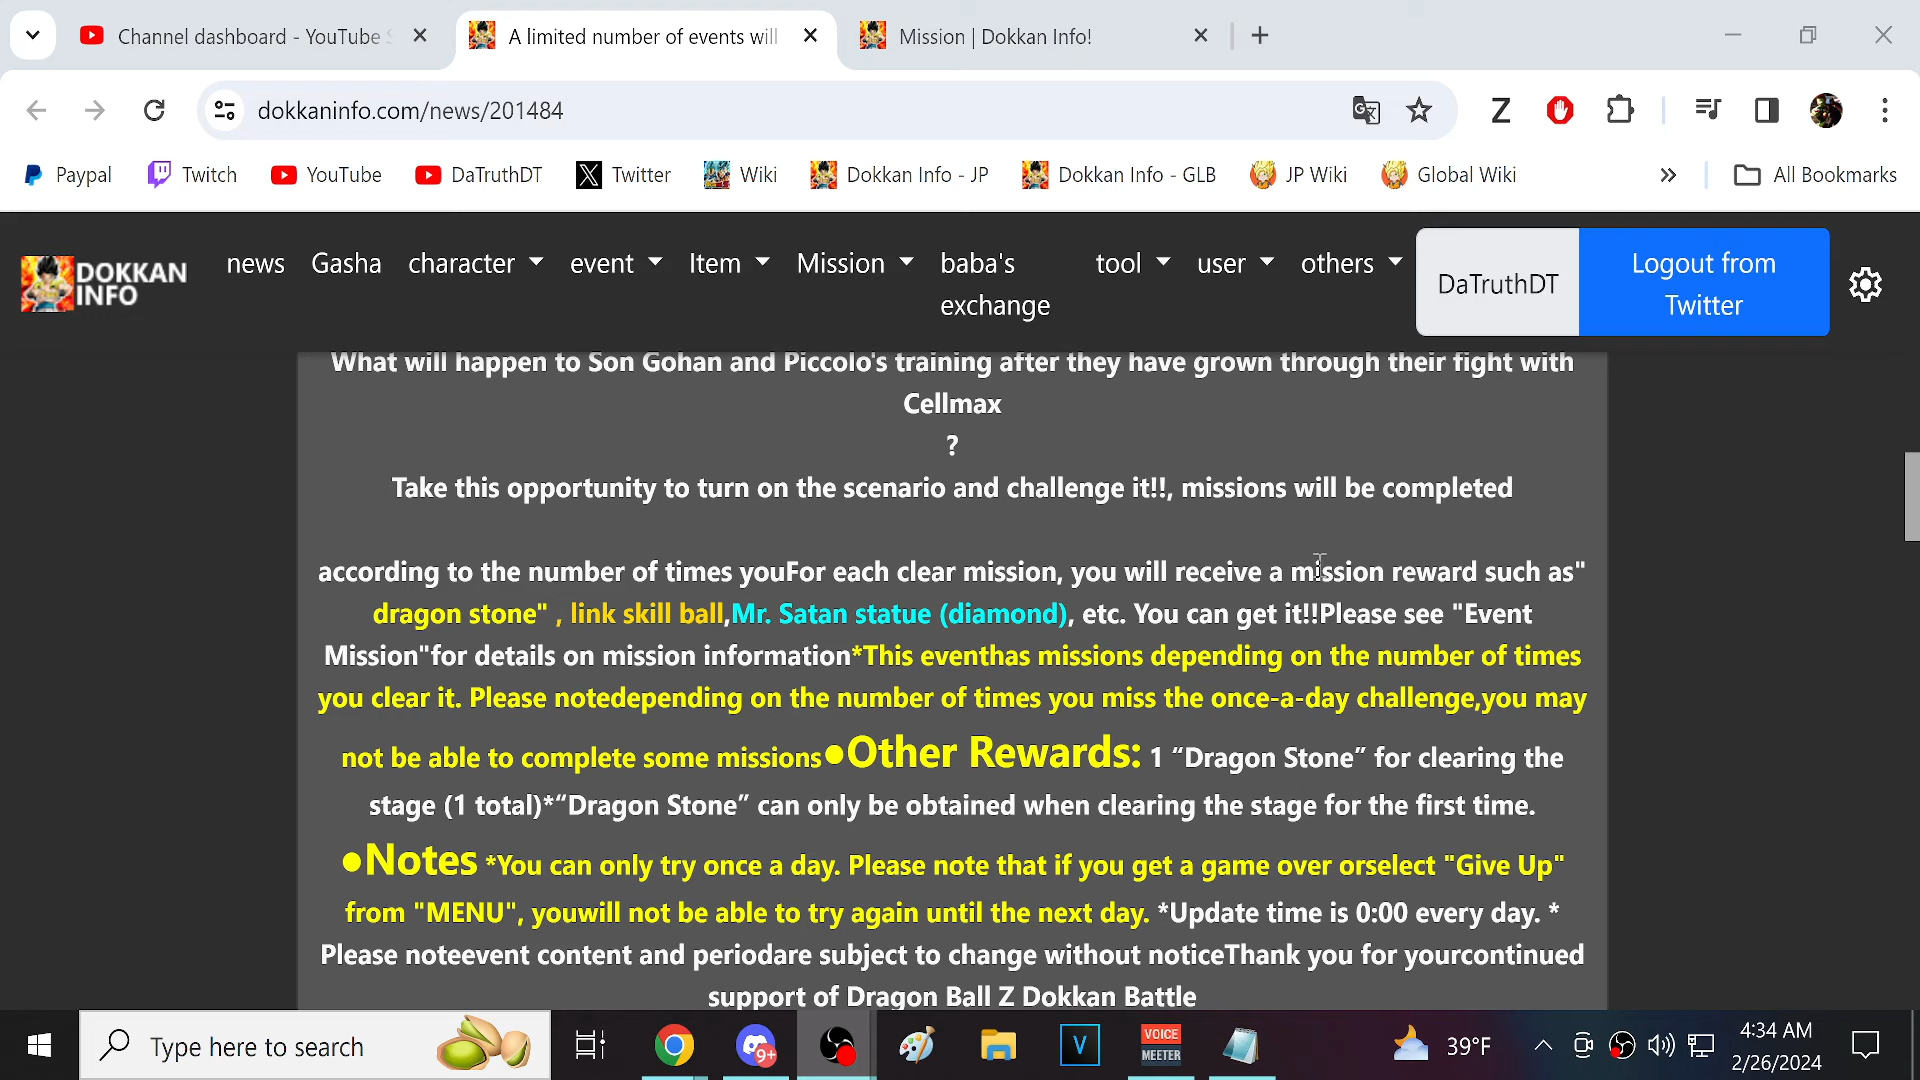 Channel dashboard - YouTube S
A limited number of events will
Mission | Dokkan Info!
dokkaninfo.com/news/201484
Paypal
Twitch
YouTube
DaTruthDT
Twitter
Wiki
Dokkan Info - JP
Dokkan Info - GLB
JP Wiki
Global Wiki
All Bookmarks
DOKKAN
INFO
news
Gasha
character
event
Item
Mission
baba's
exchange
tool
user
others
DaTruthDT
Logout from
Twitter
What will happen to Son Gohan and Piccolo's training after they have grown through their fight with
Cellmax
?
Take this opportunity to turn on the scenario and challenge it!!, missions will be completed
according to the number of times youFor each clear mission, you will receive a mission reward such as"
dragon stone" , link skill ball,Mr. Satan statue (diamond), etc. You can get it!!Please see "Event
Mission"for details on mission information*This eventhas missions depending on the number of times
you clear it. Please notedepending on the number of times you miss the once-a-day challenge,you may
not be able to complete some missions●Other Rewards: 1 “Dragon Stone” for clearing the
stage (1 total)*“Dragon Stone” can only be obtained when clearing the stage for the first time.
●Notes *You can only try once a day. Please note that if you get a game over orselect "Give Up"
from "MENU", youwill not be able to try again until the next day. *Update time is 0:00 every day. *
Please noteevent content and periodare subject to change without noticeThank you for yourcontinued
support of Dragon Ball Z Dokkan Battle
Type here to search
9+
V
VOICE
MEETER
39°F
4:34 AM
2/26/2024